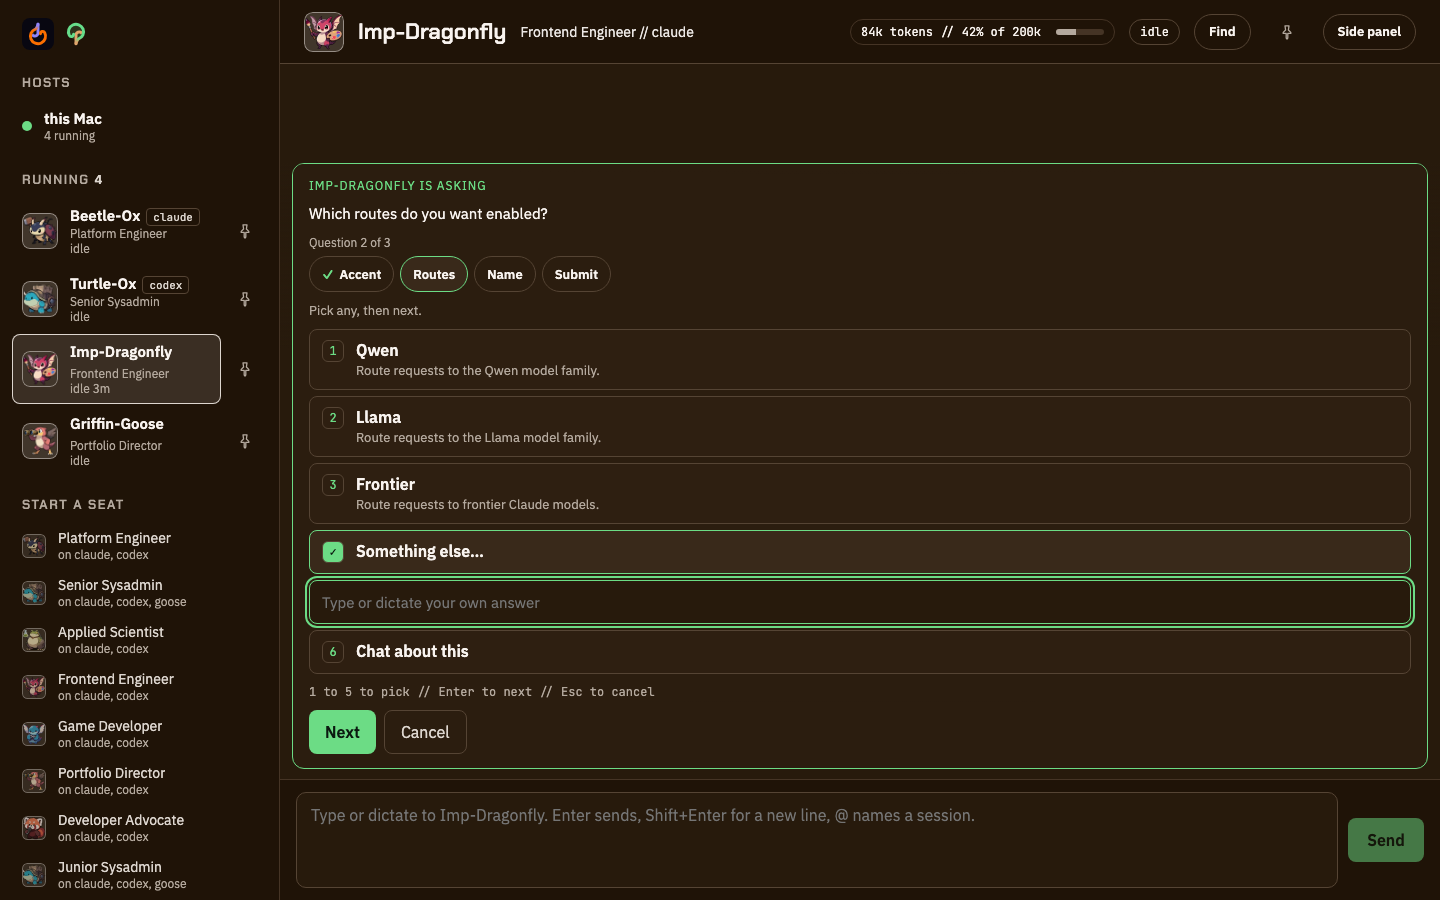 HOSTS
this Mac
4 running
RUNNING 4
Beetle-Ox claude
Platform Engineer
idle
Turtle-Ox codex
Senior Sysadmin
idle
Imp-Dragonfly
Frontend Engineer
idle 3m
Griffin-Goose
Portfolio Director
idle
START A SEAT
Platform Engineer
on claude, codex
Senior Sysadmin
on claude, codex, goose
Applied Scientist
on claude, codex
Frontend Engineer
on claude, codex
Game Developer
on claude, codex
Portfolio Director
on claude, codex
Developer Advocate
on claude, codex
Junior Sysadmin
on claude, codex, goose
Imp-Dragonfly Frontend Engineer // claude 84k tokens // 42% of 200k idle Find Side panel
IMP-DRAGONFLY IS ASKING
Which routes do you want enabled?
Question 2 of 3
✓ Accent Routes Name Submit
Pick any, then next.
1 Qwen
Route requests to the Qwen model family.
2 Llama
Route requests to the Llama model family.
3 Frontier
Route requests to frontier Claude models.
✓ Something else...
Type or dictate your own answer
6 Chat about this
1 to 5 to pick // Enter to next // Esc to cancel
Next Cancel
Type or dictate to Imp-Dragonfly. Enter sends, Shift+Enter for a new line, @ names a session.
Send